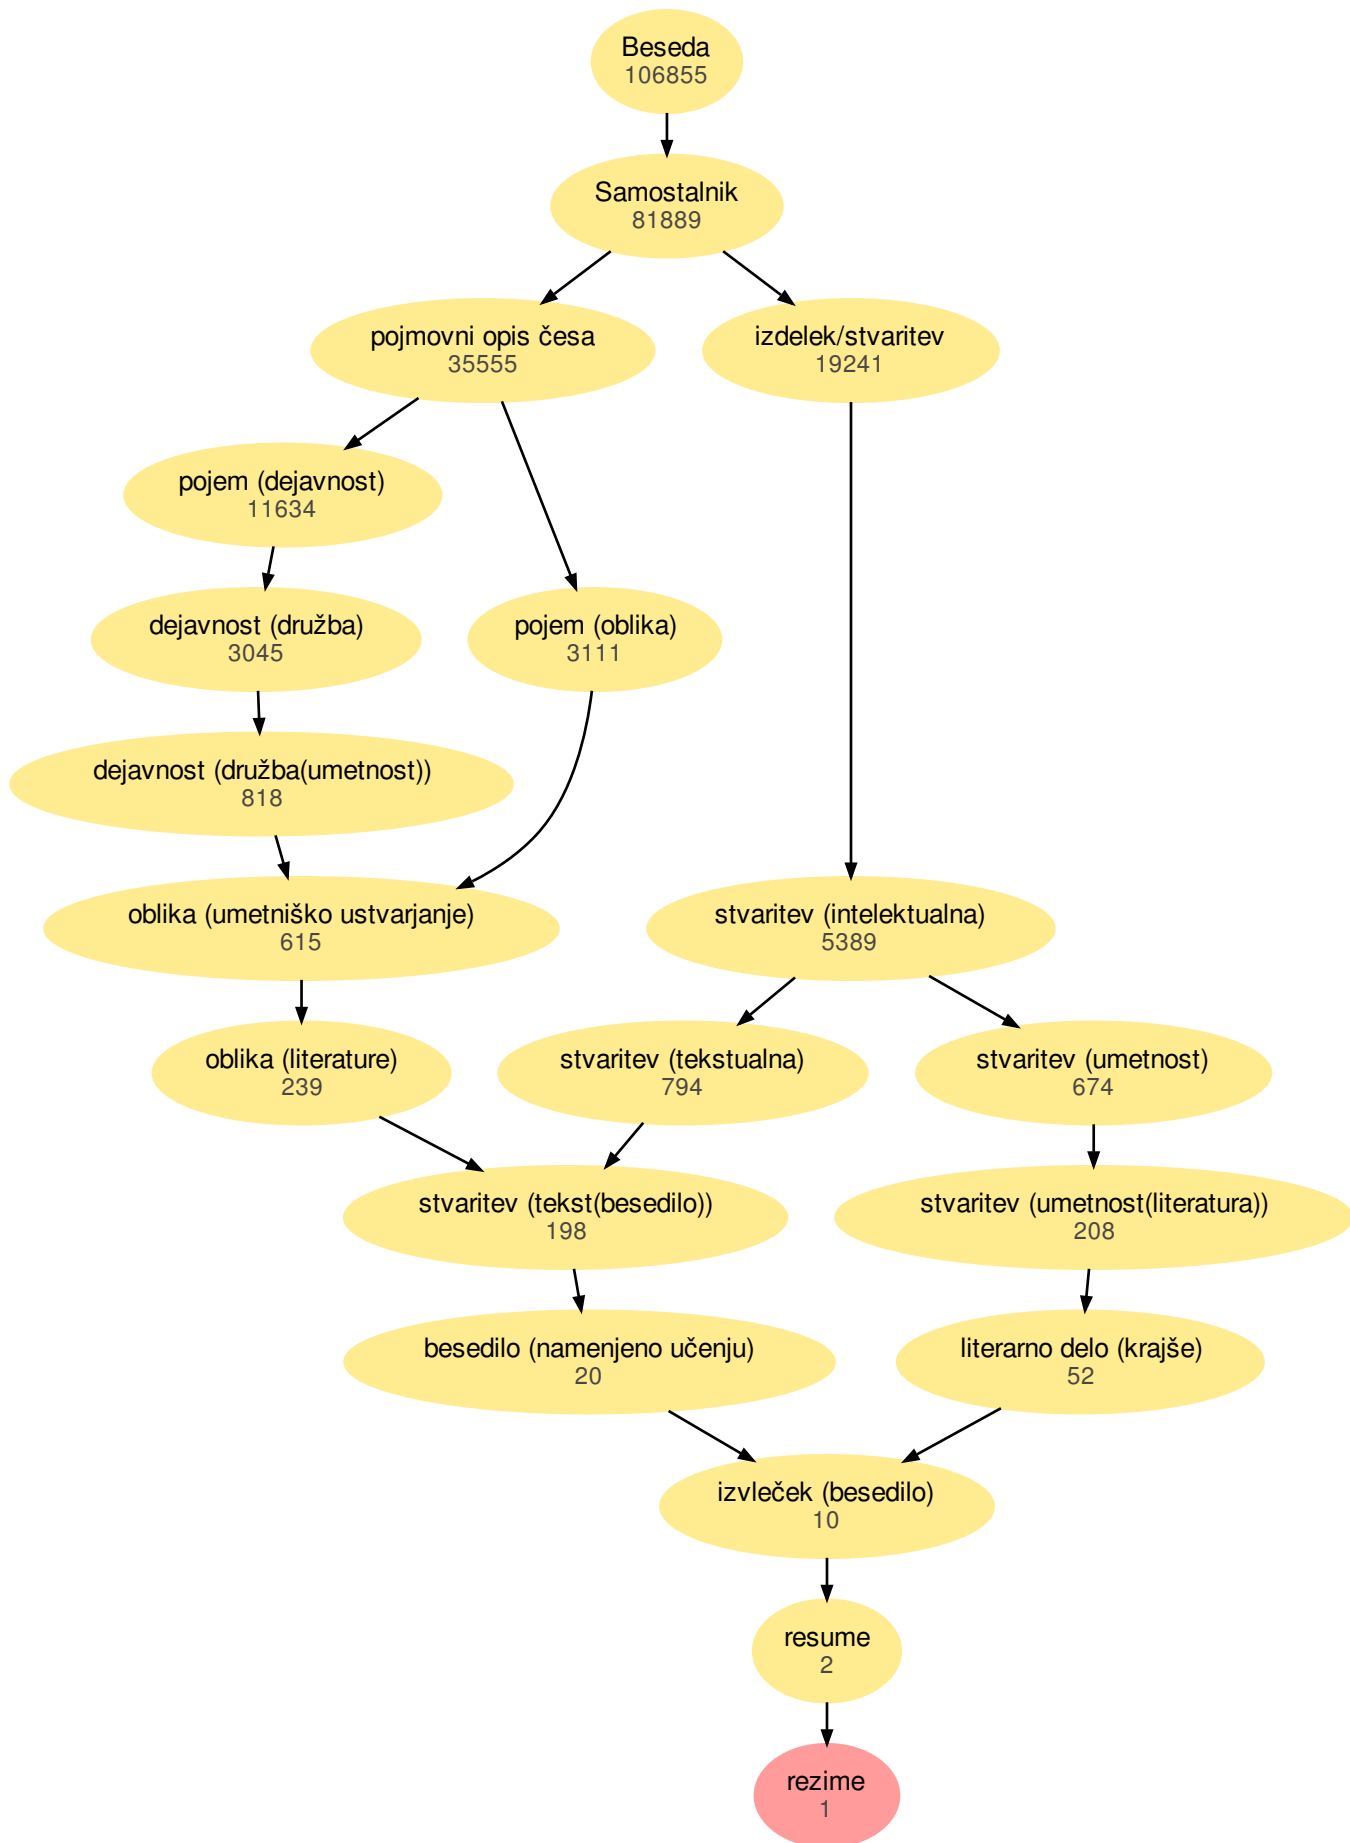 Beseda
106855
Samostalnik
81889
pojmovni opis česa
35555
izdelek/stvaritev
19241
pojem (dejavnost)
11634
dejavnost (družba)
3045
pojem (oblika)
3111
dejavnost (družba(umetnost))
818
oblika (umetniško ustvarjanje)
615
stvaritev (intelektualna)
5389
oblika (literature)
239
stvaritev (tekstualna)
794
stvaritev (umetnost)
674
stvaritev (tekst(besedilo))
198
stvaritev (umetnost(literatura))
208
besedilo (namenjeno učenju)
20
literarno delo (krajše)
52
izvleček (besedilo)
10
resume
2
rezime
1